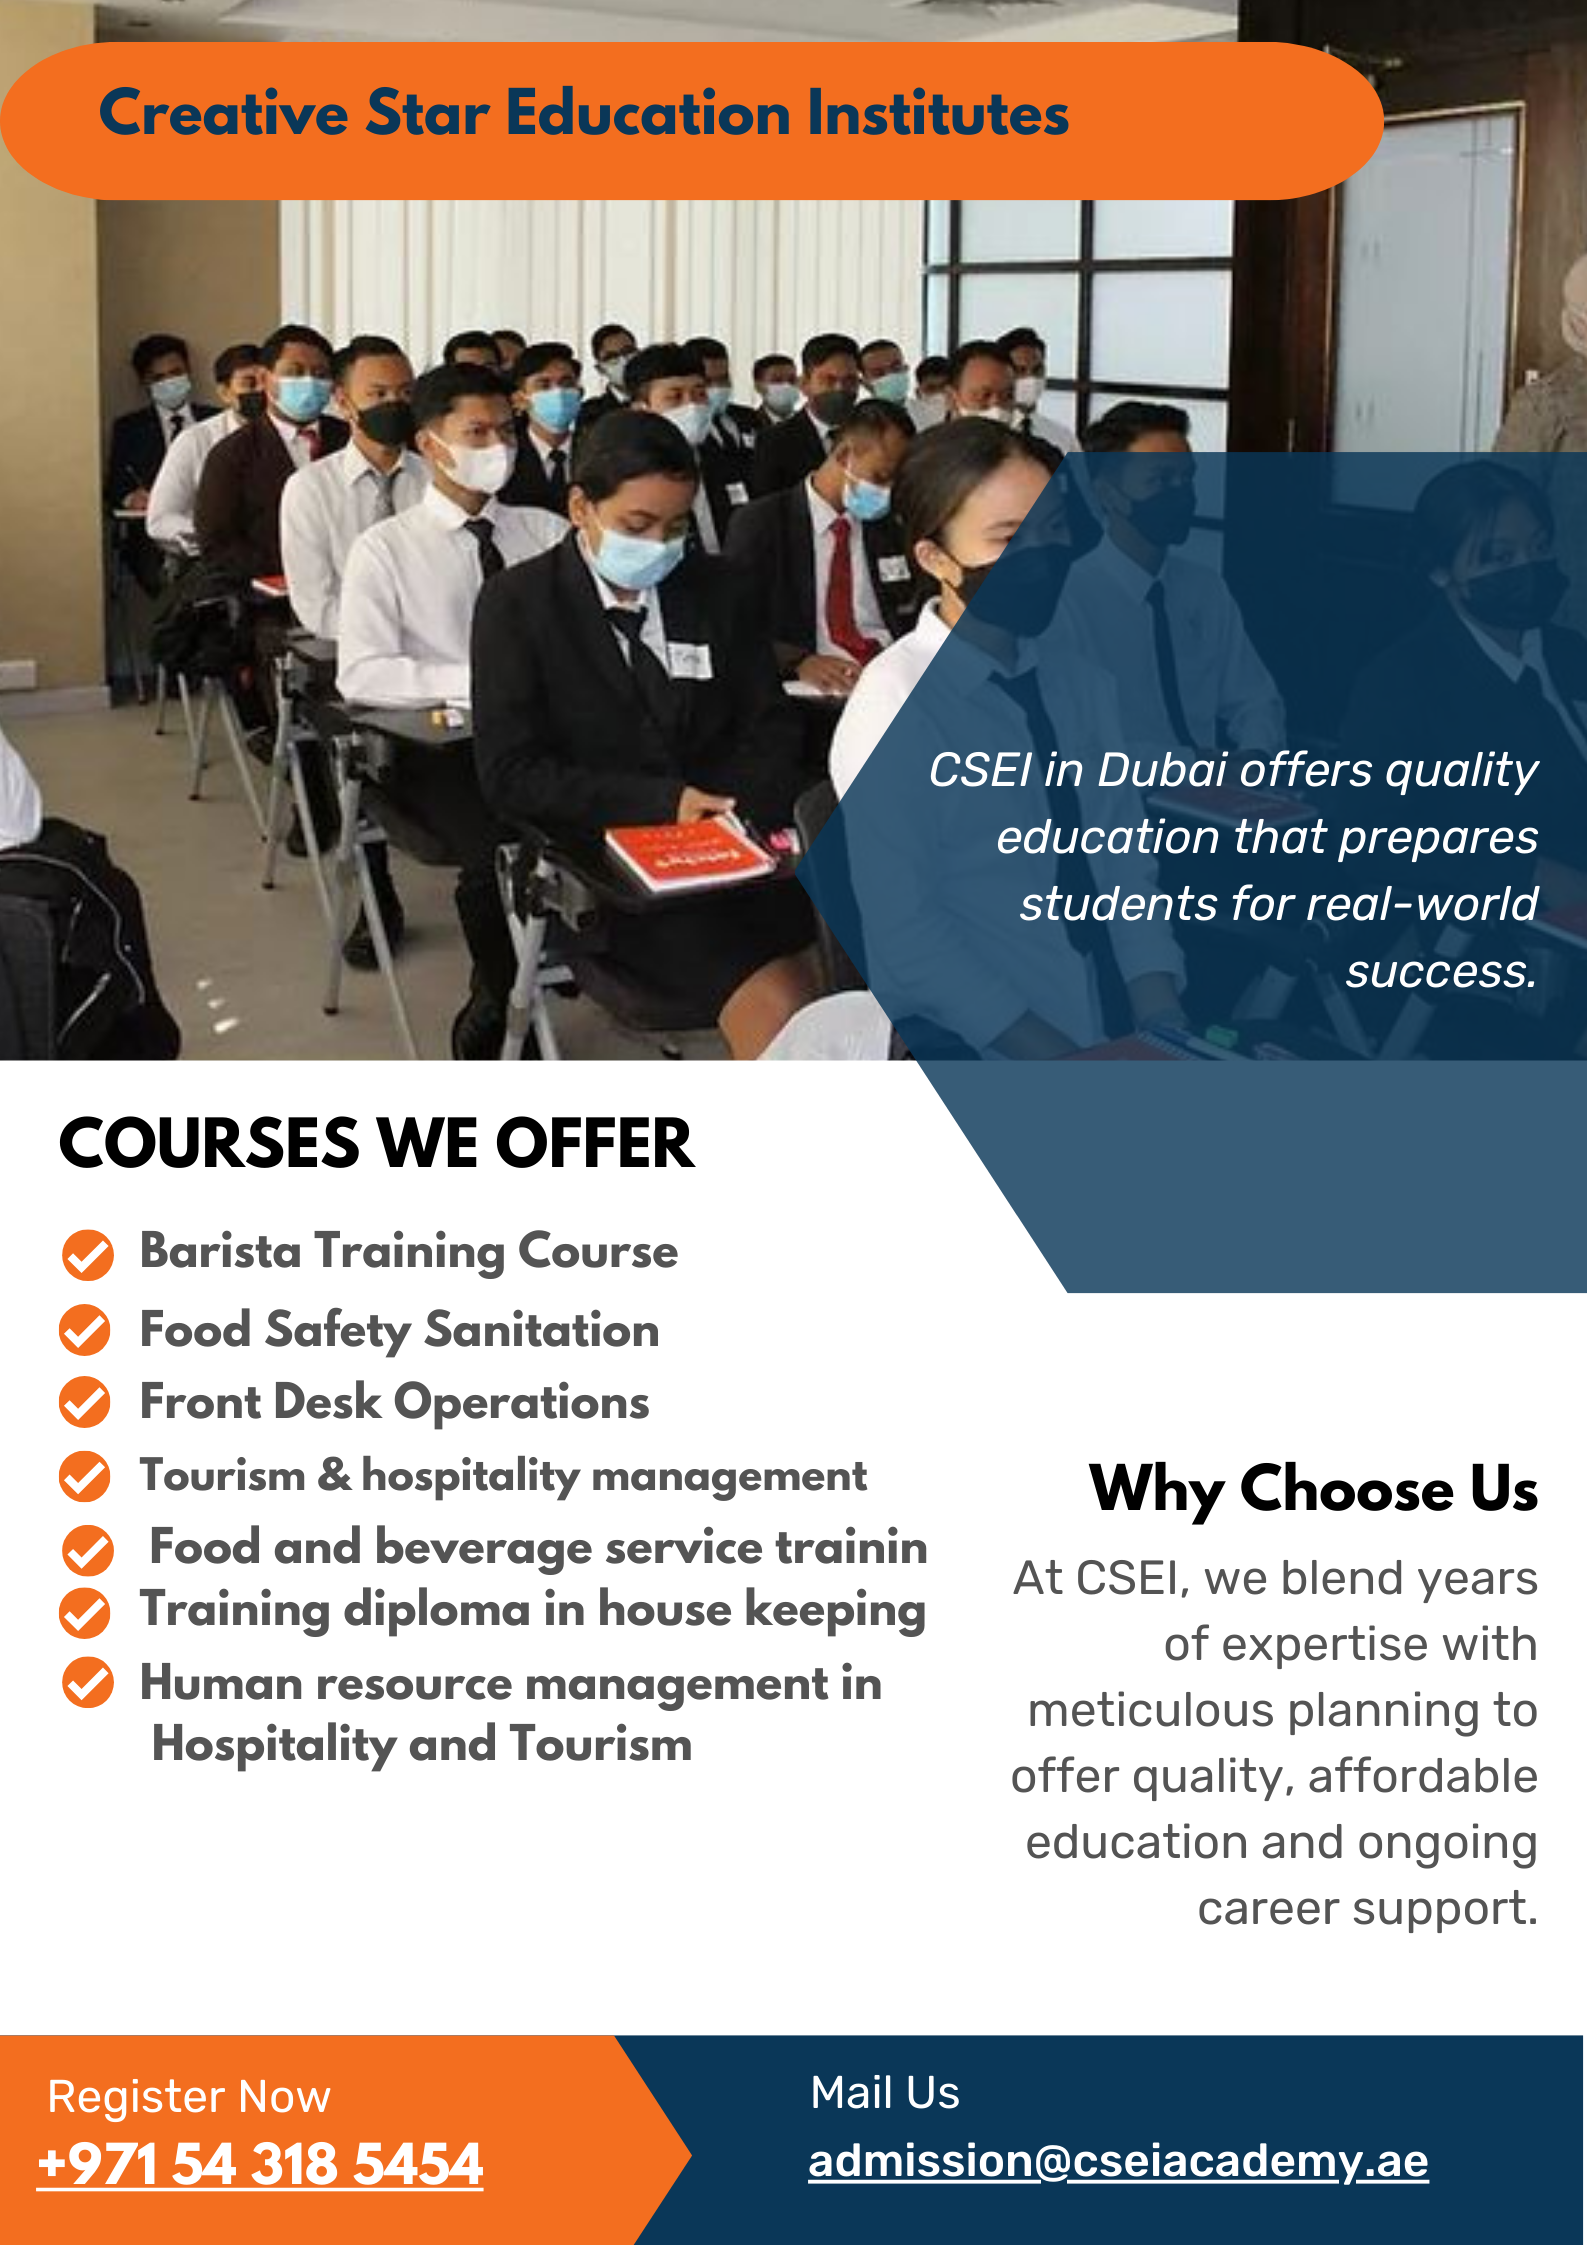 Creative Star Education Institutes
CSEI in Dubai offers quality
education that prepares
students for real-world
success.
COURSES WE OFFER
Barista Training Course
Food Safety Sanitation
Front Desk Operations
Tourism & hospitality management
Food and beverage service trainin
Training diploma in house keeping
Human resource management in
Hospitality and Tourism
Why Choose Us
At CSEI, we blend years
of expertise with
meticulous planning to
offer quality, affordable
education and ongoing
career support.
Register Now
+971 54 318 5454
Mail Us
admission@cseiacademy.ae